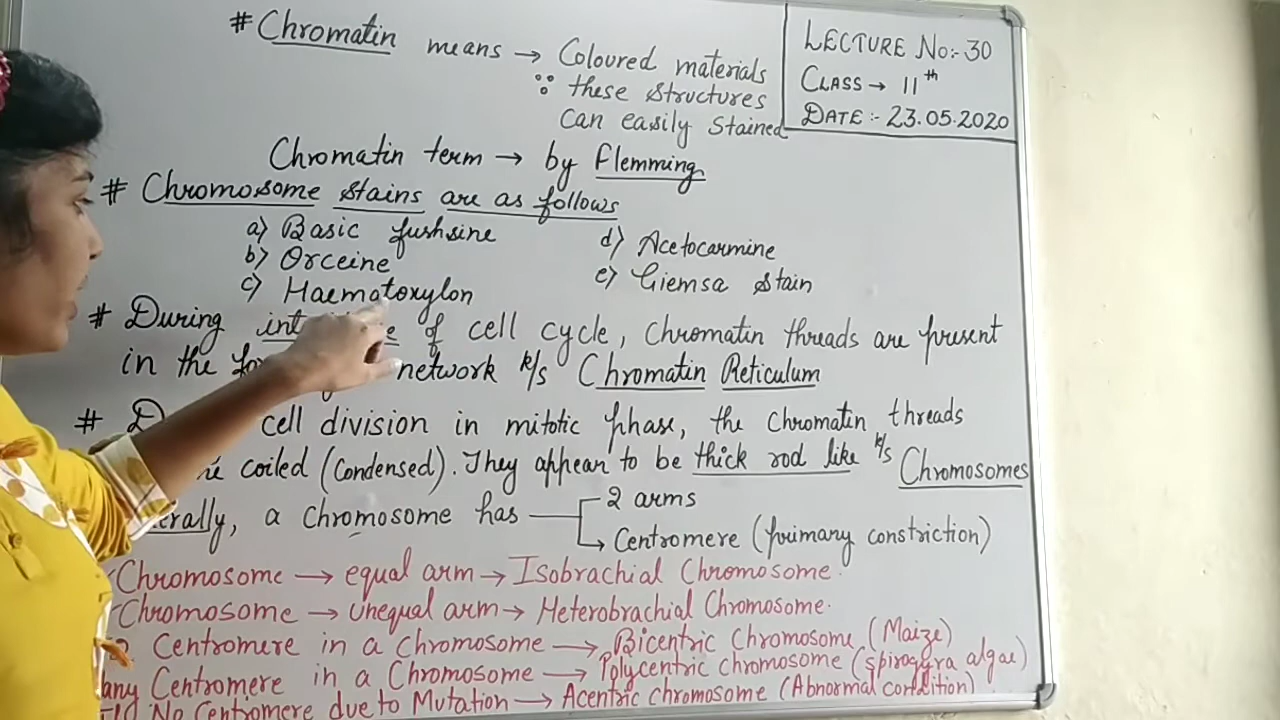 # Chromatin means → Coloured materials
∵ these structures
can easily stained
LECTURE No:- 30
CLASS → 11th
DATE:- 23.05.2020
Chromatin term → by Flemming
# Chromosome stains are as follows
a) Basic fushsine
b) Orceine
c) Haematoxylon
d) Acetocarmine
e) Giemsa Stain
# During of cell cycle, chromatin threads are present
in the network k/s Chromatin Reticulum
# cell division in mitotic phase, the chromatin threads
coiled (condensed). They appear to be thick rod like k/s Chromosomes
a chromosome has 2 arms
→ Centromere (primary constriction)
Chromosome → equal arm → Isobrachial Chromosome.
Chromosome → unequal arm → Heterobrachial Chromosome.
Centromere in a Chromosome → Bicentric Chromosome (Maize)
Centromere in a Chromosome → Polycentric chromosome (spirogyra algae)
No Centromere due to Mutation → Acentric chromosome (Abnormal condition)